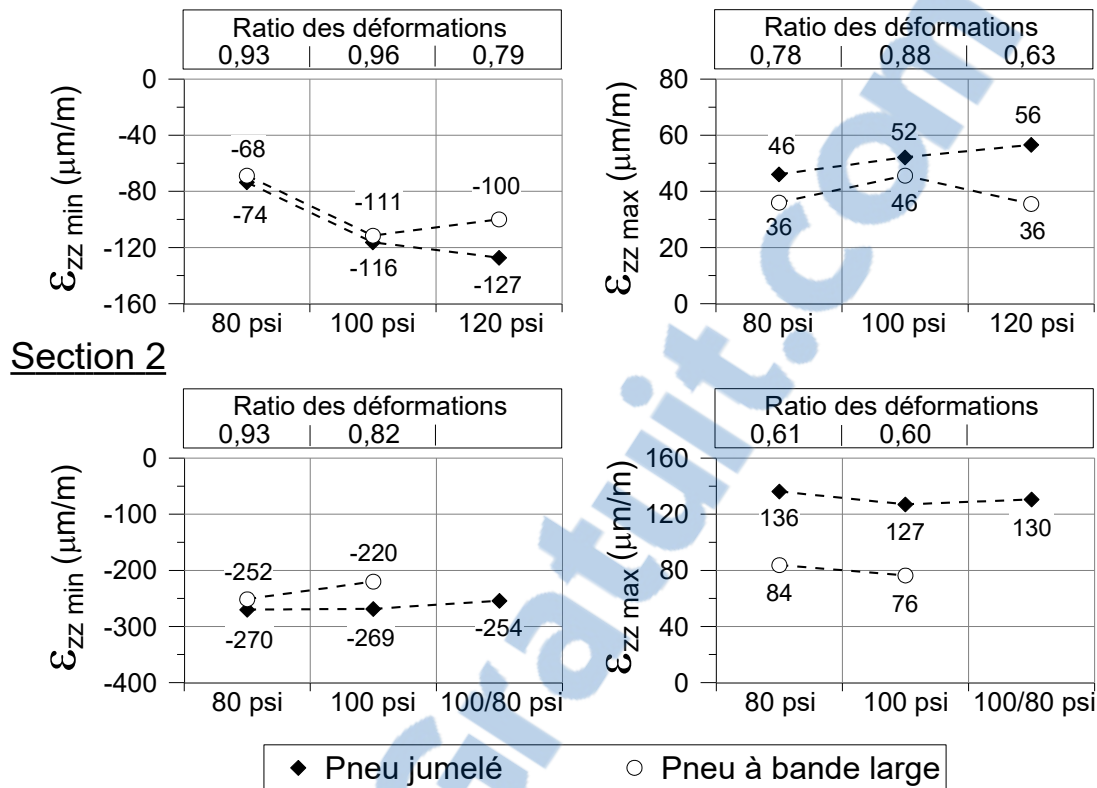 Ratio des déformations
0,93 | 0,96 | 0,79
εzz min (µm/m)
0
-40
-80
-120
-160
-68
-74
-111
-116
-100
-127
80 psi 100 psi 120 psi
Ratio des déformations
0,78 | 0,88 | 0,63
εzz max (µm/m)
80
60
40
20
0
46
36
52
46
56
36
80 psi 100 psi 120 psi
Section 2
Ratio des déformations
0,93 | 0,82
εzz min (µm/m)
0
-100
-200
-300
-400
-252
-270
-220
-269
-254
80 psi 100 psi 100/80 psi
Ratio des déformations
0,61 | 0,60
εzz max (µm/m)
160
120
80
40
0
136
84
127
76
130
80 psi 100 psi 100/80 psi
Pneu jumelé
Pneu à bande large
Gratuit.com